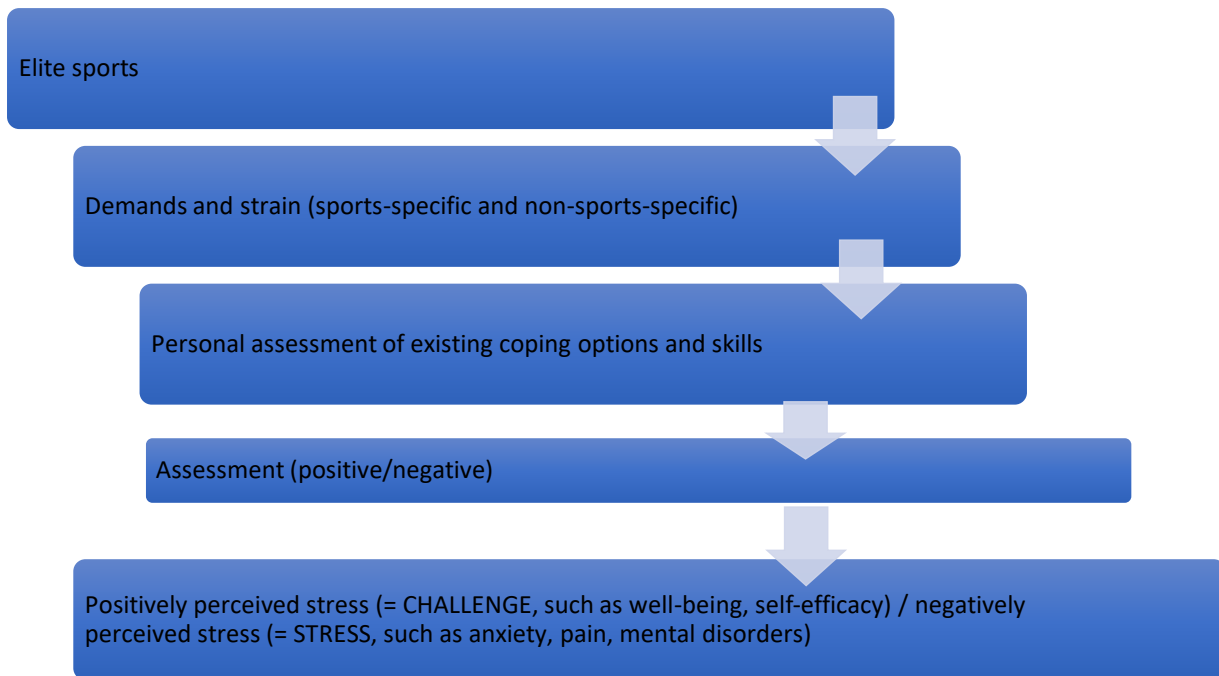 Elite sports
Demands and strain (sports-specific and non-sports-specific)
Personal assessment of existing coping options and skills
Assessment (positive/negative)
Positively perceived stress (= CHALLENGE, such as well-being, self-efficacy) / negatively
perceived stress (= STRESS, such as anxiety, pain, mental disorders)